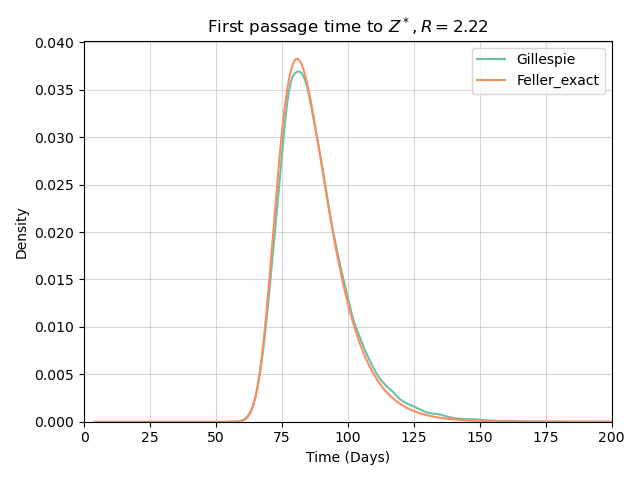 First passage time to Z*, R = 2.22
Gillespie
Feller_exact
Density
0.040
0.035
0.030
0.025
0.020
0.015
0.010
0.005
0.000
0 25 50 75 100 125 150 175 200
Time (Days)